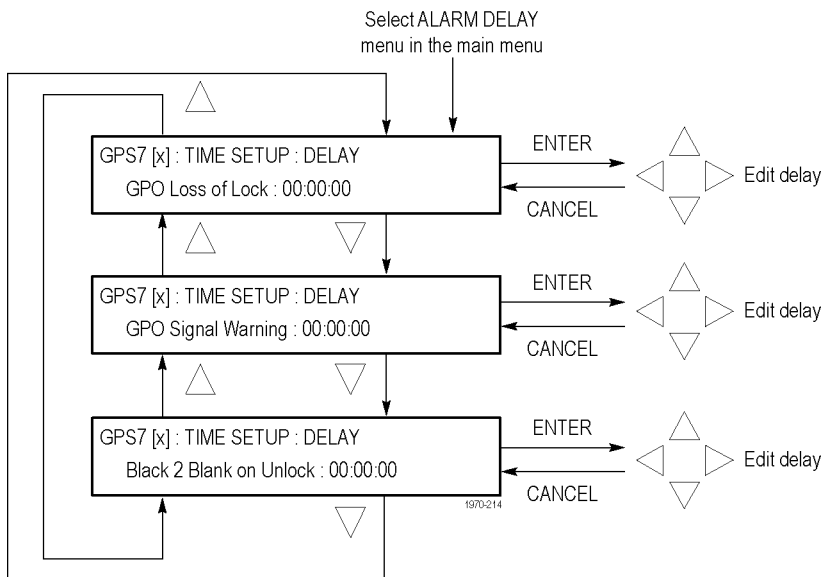 Select ALARM DELAY
menu in the main menu
GPS7 [x] : TIME SETUP : DELAY
GPO Loss of Lock : 00:00:00
ENTER
CANCEL
Edit delay
GPS7 [x] : TIME SETUP : DELAY
GPO Signal Warning : 00:00:00
ENTER
CANCEL
Edit delay
GPS7 [x] : TIME SETUP : DELAY
Black 2 Blank on Unlock : 00:00:00
ENTER
CANCEL
Edit delay
1970-214